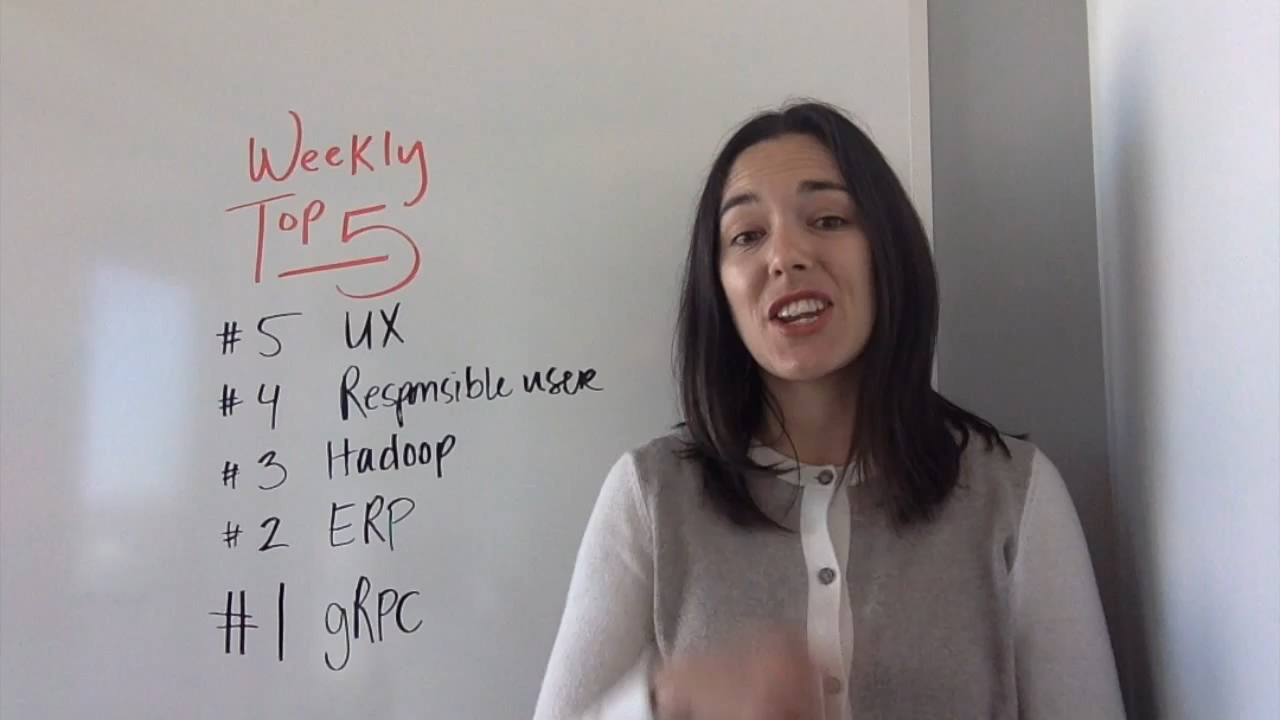 Weekly
Top 5
#5 UX
#4 Responsible user
#3 Hadoop
#2 ERP
#1 gRPC